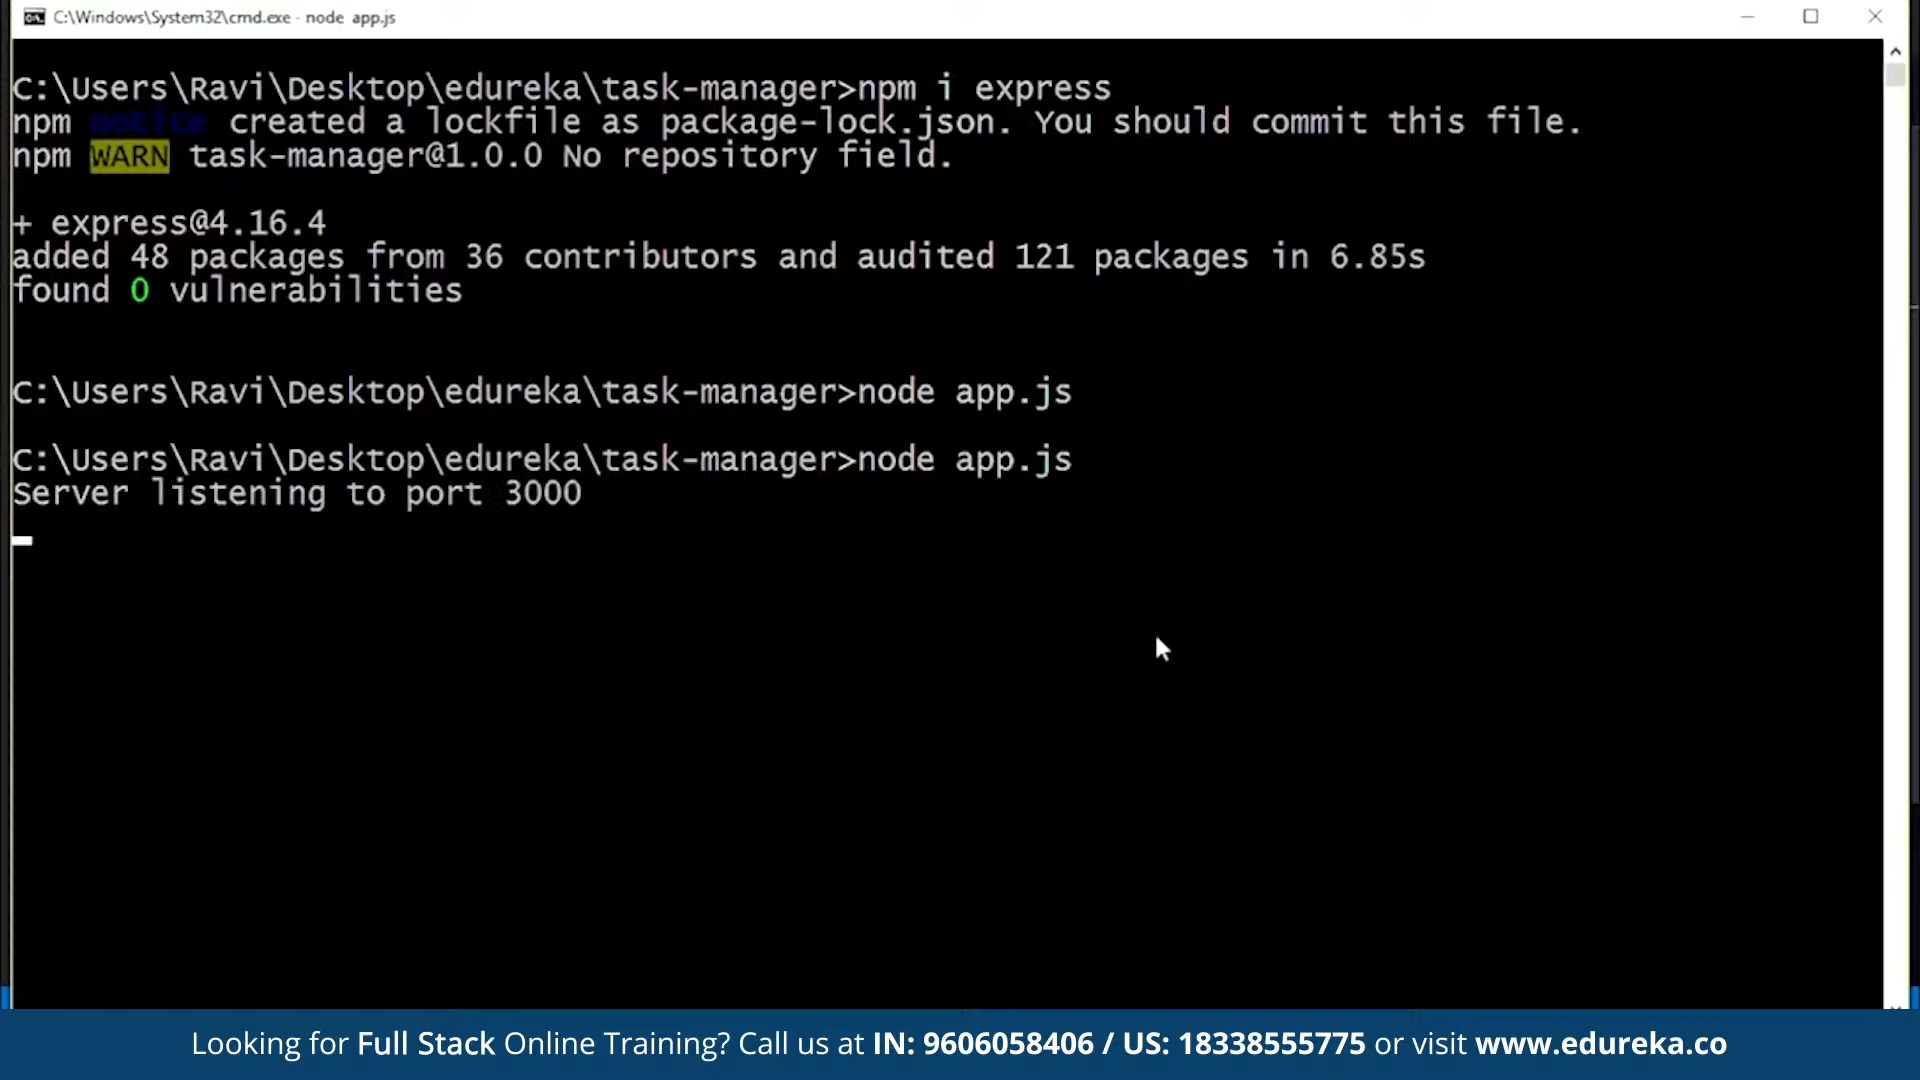 C:\Windows\System32\cmd.exe - node app.js
C:\Users\Ravi\Desktop\edureka\task-manager>npm i express
npm notice created a lockfile as package-lock.json. You should commit this file.
npm WARN task-manager@1.0.0 No repository field.
+ express@4.16.4
added 48 packages from 36 contributors and audited 121 packages in 6.85s
found 0 vulnerabilities
C:\Users\Ravi\Desktop\edureka\task-manager>node app.js
C:\Users\Ravi\Desktop\edureka\task-manager>node app.js
Server listening to port 3000
Looking for Full Stack Online Training? Call us at IN: 9606058406 / US: 18338555775 or visit www.edureka.co